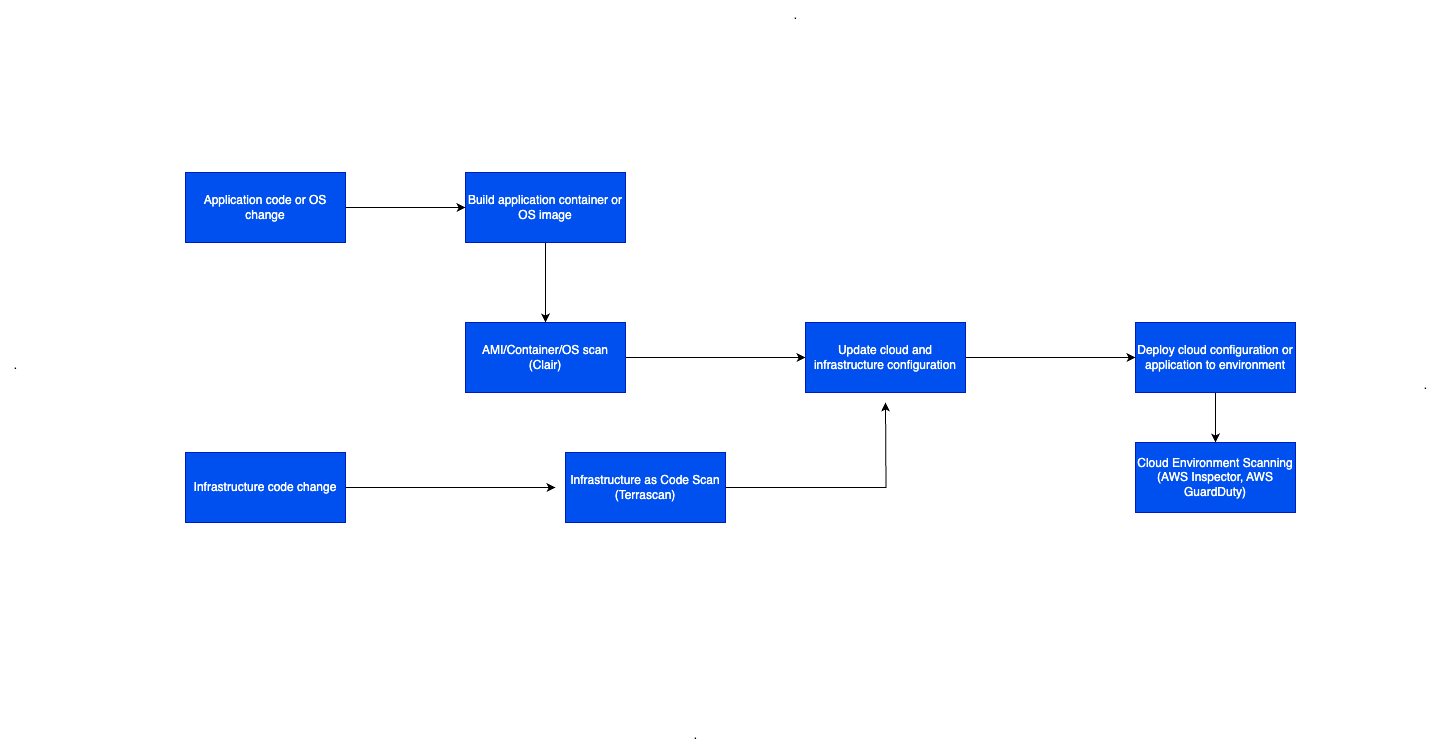 Application code or OS
change
Build application container or
OS image
AMI/Container/OS scan
(Clair)
Update cloud and
infrastructure configuration
Deploy cloud configuration or
application to environment
Infrastructure code change
Infrastructure as Code Scan
(Terrascan)
Cloud Environment Scanning
(AWS Inspector, AWS
GuardDuty)